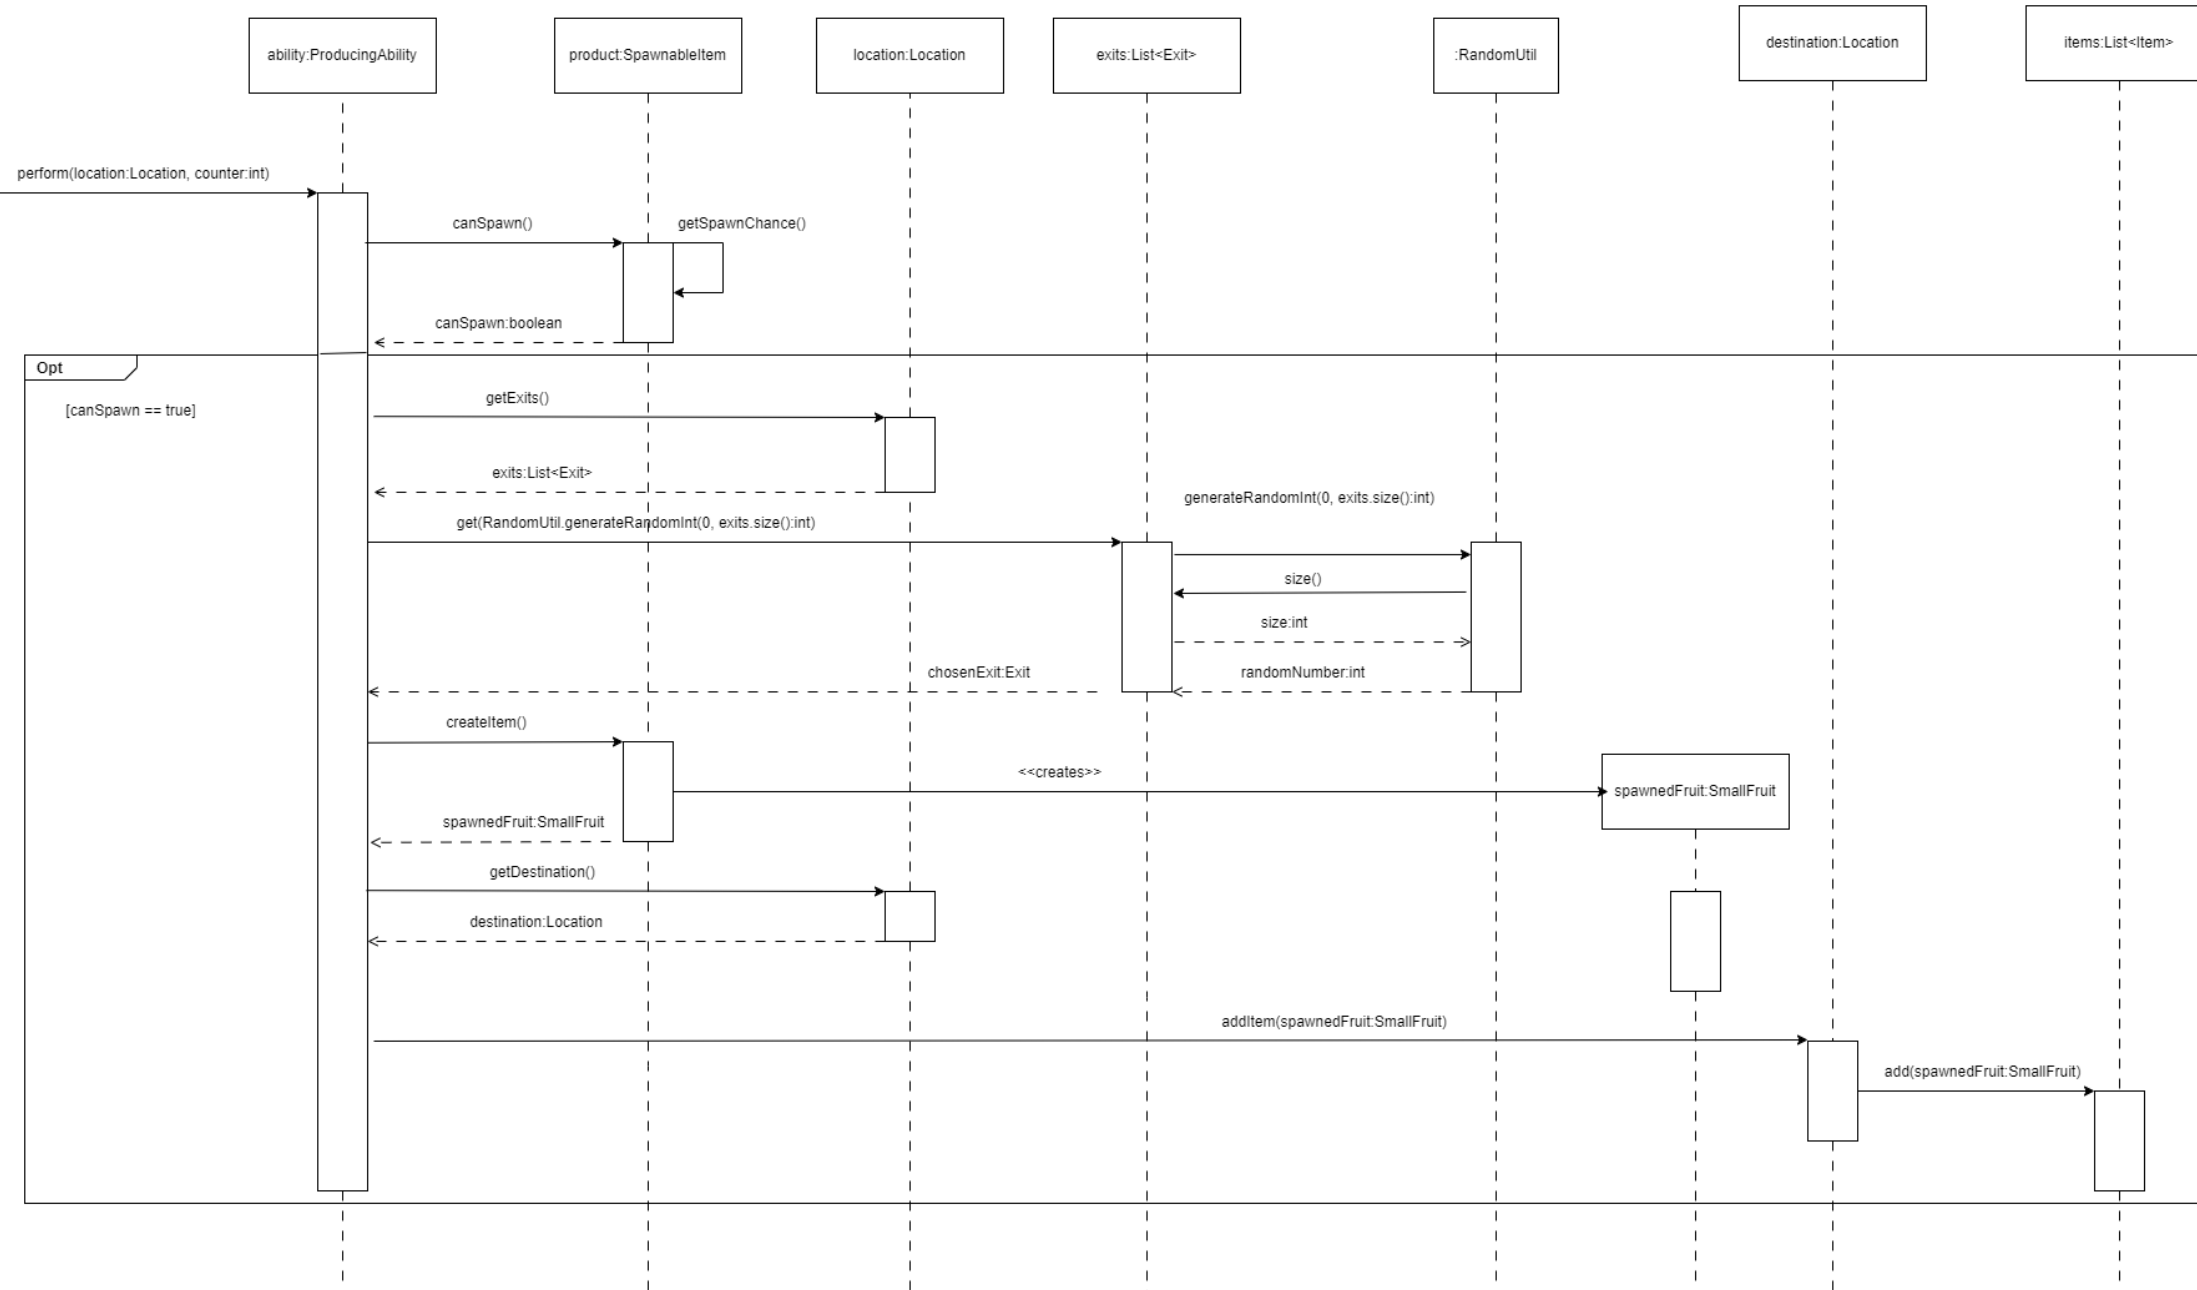 ability:ProducingAbility
product:SpawnableItem
location:Location
exits:List<Exit>
:RandomUtil
destination:Location
items:List<Item>
perform(location:Location, counter:int)
canSpawn()
getSpawnChance()
canSpawn:boolean
Opt
[canSpawn == true]
getExits()
exits:List<Exit>
generateRandomInt(0, exits.size():int)
get(RandomUtil.generateRandomInt(0, exits.size():int)
size()
size:int
chosenExit:Exit
randomNumber:int
createItem()
<<creates>>
spawnedFruit:SmallFruit
spawnedFruit:SmallFruit
getDestination()
destination:Location
addItem(spawnedFruit:SmallFruit)
add(spawnedFruit:SmallFruit)